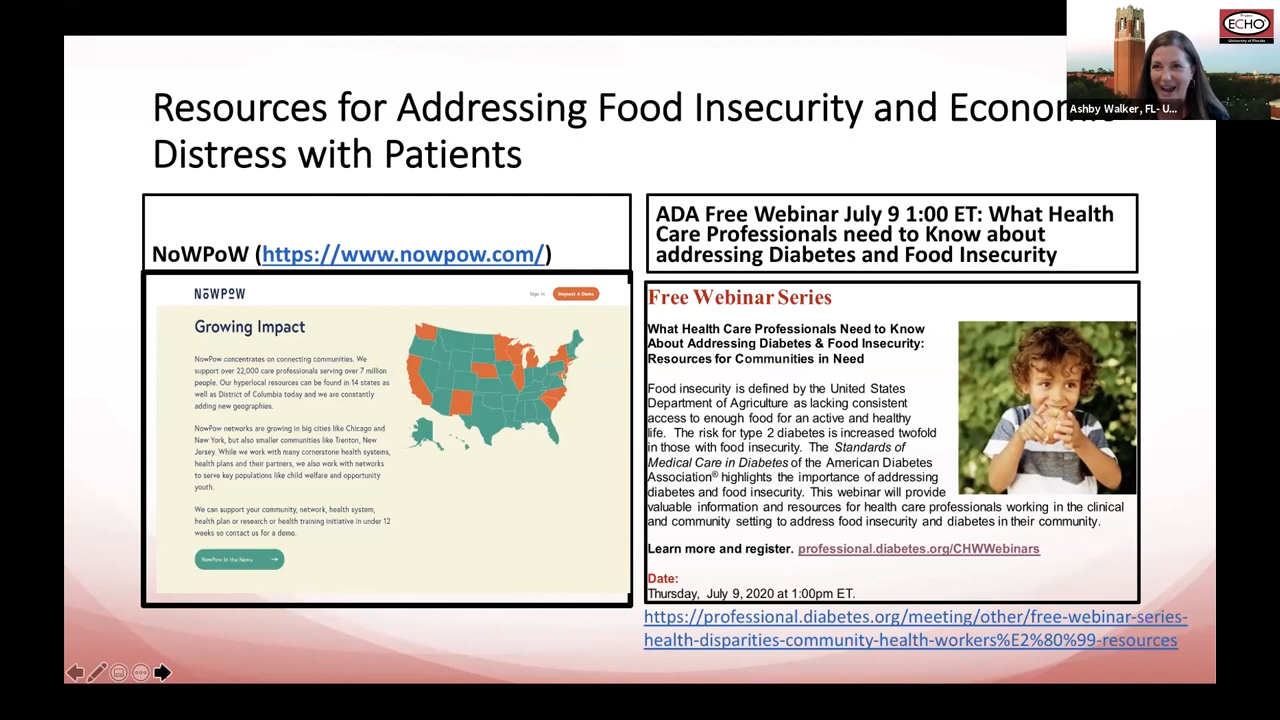 Resources for Addressing Food Insecurity and Economic
Distress with Patients
Ashby Walker, FL- U...
Project
ECHO
University of Florida
NoWPoW (https://www.nowpow.com/)
NOWPOW
Sign In
Request A Demo
Growing Impact
NowPow concentrates on connecting communities. We
support over 22,000 care professionals serving over 7 million
people. Our hyperlocal resources can be found in 14 states as
well as District of Columbia today and we are constantly
adding new geographies.
NowPow networks are growing in big cities like Chicago and
New York, but also smaller communities like Trenton, New
Jersey. While we work with many cornerstone health systems,
health plans and their partners, we also work with networks
to serve key populations like child welfare and opportunity
youth.
We can support your community, network, health system,
health plan or research or health training initiative in under 12
weeks so contact us for a demo.
NowPow in the News
ADA Free Webinar July 9 1:00 ET: What Health
Care Professionals need to Know about
addressing Diabetes and Food Insecurity
Free Webinar Series
What Health Care Professionals Need to Know
About Addressing Diabetes & Food Insecurity:
Resources for Communities in Need
Food insecurity is defined by the United States
Department of Agriculture as lacking consistent
access to enough food for an active and healthy
life. The risk for type 2 diabetes is increased twofold
in those with food insecurity. The Standards of
Medical Care in Diabetes of the American Diabetes
Association® highlights the importance of addressing
diabetes and food insecurity. This webinar will provide
valuable information and resources for health care professionals working in the clinical
and community setting to address food insecurity and diabetes in their community.
Learn more and register. professional.diabetes.org/CHWWebinars
Date:
Thursday, July 9, 2020 at 1:00pm ET.
https://professional.diabetes.org/meeting/other/free-webinar-series-
health-disparities-community-health-workers%E2%80%99-resources